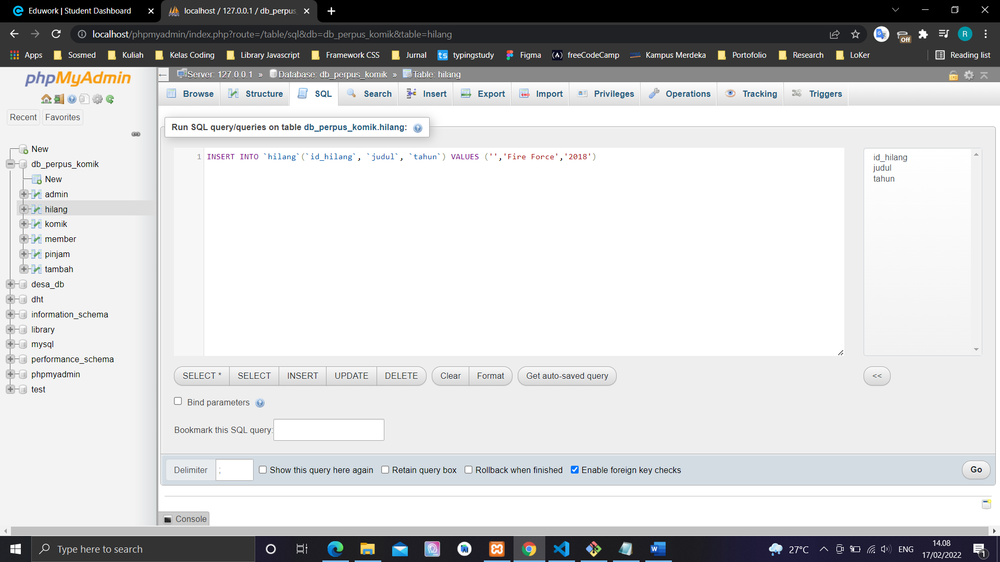 Eduwork | Student Dashboard
localhost / 127.0.0.1 / db_perpus_
localhost/phpmyadmin/index.php?route=/table/sql&db=db_perpus_komik&table=hilang
Off
R
Apps
Sosmed
Kuliah
Kelas Coding
Library Javascript
Framework CSS
Jurnal
ts typingstudy
Figma
freeCodeCamp
Kampus Merdeka
Portofolio
Research
LoKer
Reading list
phpMyAdmin
Recent
Favorites
New
db_perpus_komik
New
admin
hilang
komik
member
pinjam
tambah
desa_db
dht
information_schema
library
mysql
performance_schema
phpmyadmin
test
Server: 127.0.0.1 » Database: db_perpus_komik » Table: hilang
Browse
Structure
SQL
Search
Insert
Export
Import
Privileges
Operations
Tracking
Triggers
Run SQL query/queries on table db_perpus_komik.hilang:
1 INSERT INTO `hilang`(`id_hilang`, `judul`, `tahun`) VALUES ('','Fire Force','2018')
id_hilang
judul
tahun
SELECT *
SELECT
INSERT
UPDATE
DELETE
Clear
Format
Get auto-saved query
<<
Bind parameters
Bookmark this SQL query:
Delimiter ;
Show this query here again
Retain query box
Rollback when finished
Enable foreign key checks
Go
Console
Type here to search
27°C
ENG
14.08
17/02/2022
1